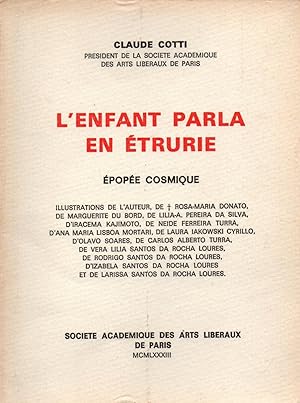 CLAUDE COTTI
PRESIDENT DE LA SOCIETE ACADEMIQUE
DES ARTS LIBERAUX DE PARIS
L'ENFANT PARLA
EN ÉTRURIE
ÉPOPÉE COSMIQUE
ILLUSTRATIONS DE L'AUTEUR, DE † ROSA-MARIA DONATO,
DE MARGUERITE DU BORD, DE LILIA-A. PEREIRA DA SILVA,
D'IRACEMA KAJIMOTO, DE NEIDE FERREIRA TURRA,
D'ANA MARIA LISBOA MORTARI, DE LAURA IAKOWSKI CYRILLO,
D'OLAVO SOARES, DE CARLOS ALBERTO TURRA,
DE VERA LILIA SANTOS DA ROCHA LOURES,
DE RODRIGO SANTOS DA ROCHA LOURES,
D'IZABELA SANTOS DA ROCHA LOURES
ET DE LARISSA SANTOS DA ROCHA LOURES.
SOCIETE ACADEMIQUE DES ARTS LIBERAUX
DE PARIS
MCMLXXXIII